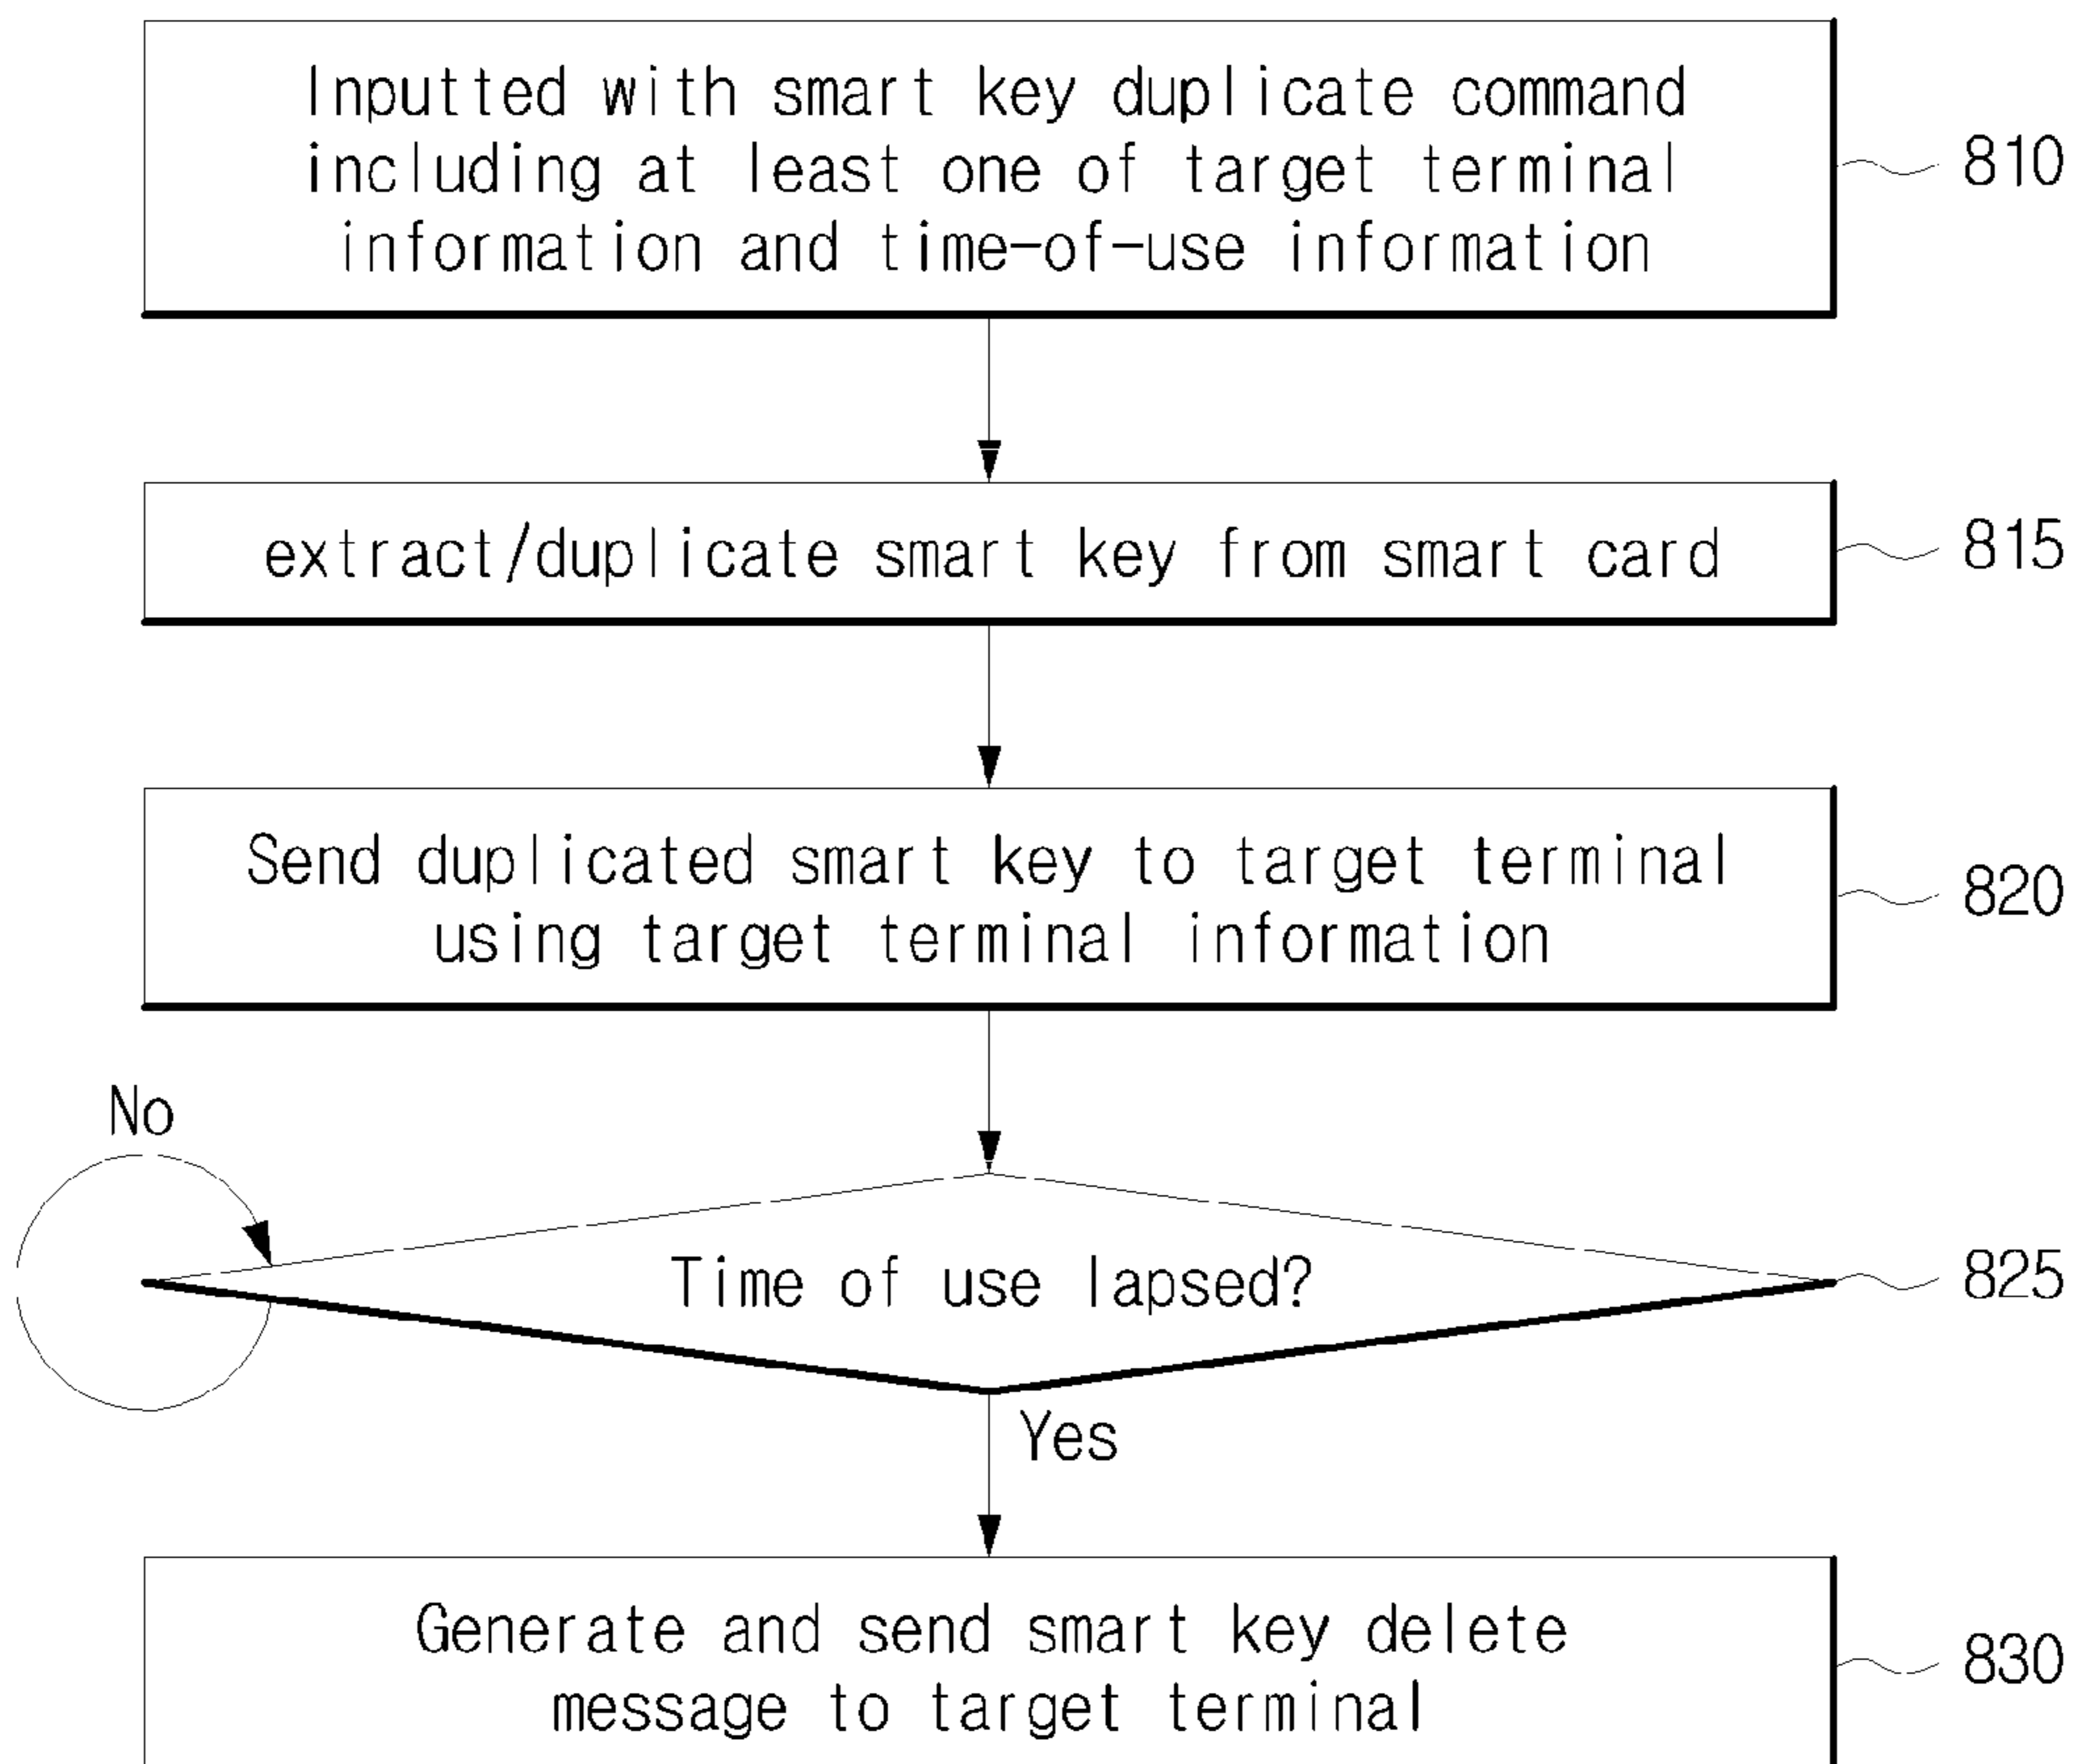 Inputted with smart key duplicate command
including at least one of target terminal
information and time-of-use information
810
extract/duplicate smart key from smart card
815
Send duplicated smart key to target terminal
using target terminal information
820
No
Time of use lapsed?
825
Yes
Generate and send smart key delete
message to target terminal
830